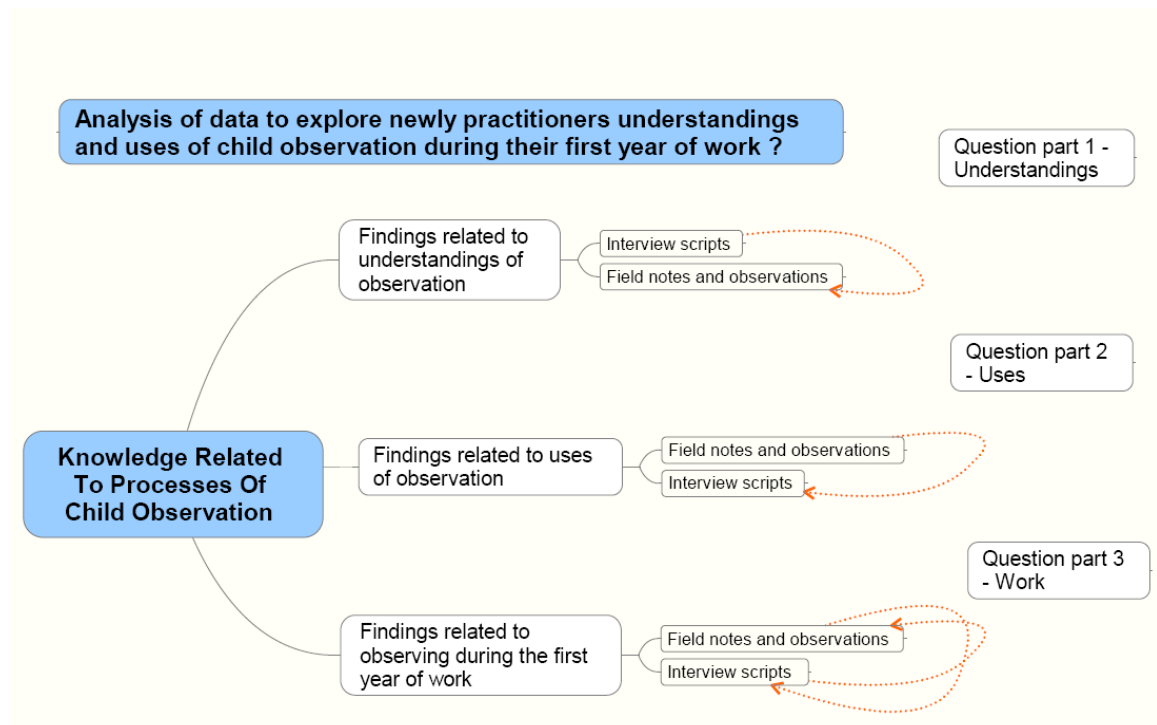 Analysis of data to explore newly practitioners understandings
and uses of child observation during their first year of work ?
Question part 1 -
Understandings
Findings related to
understandings of
observation
Interview scripts
Field notes and observations
Question part 2
- Uses
Knowledge Related
To Processes Of
Child Observation
Findings related to uses
of observation
Field notes and observations
Interview scripts
Question part 3
- Work
Findings related to
observing during the first
year of work
Field notes and observations
Interview scripts